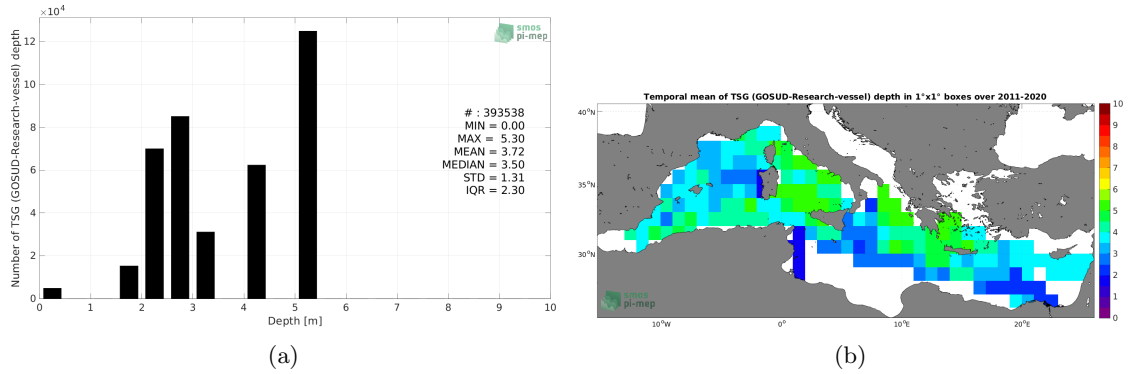 ×10⁴
12
10
8
6
4
2
0
0 1 2 3 4 5 6 7 8 9 10
Number of TSG (GOSUD-Research-vessel) depth
Depth [m]
smos
pi-mep
# : 393538
MIN = 0.00
MAX = 5.30
MEAN = 3.72
MEDIAN = 3.50
STD = 1.31
IQR = 2.30
(a)
Temporal mean of TSG (GOSUD-Research-vessel) depth in 1°x1° boxes over 2011-2020
40°N
35°N
30°N
10°W 0° 10°E 20°E
smos
pi-mep
10
9
8
7
6
5
4
3
2
1
0
(b)